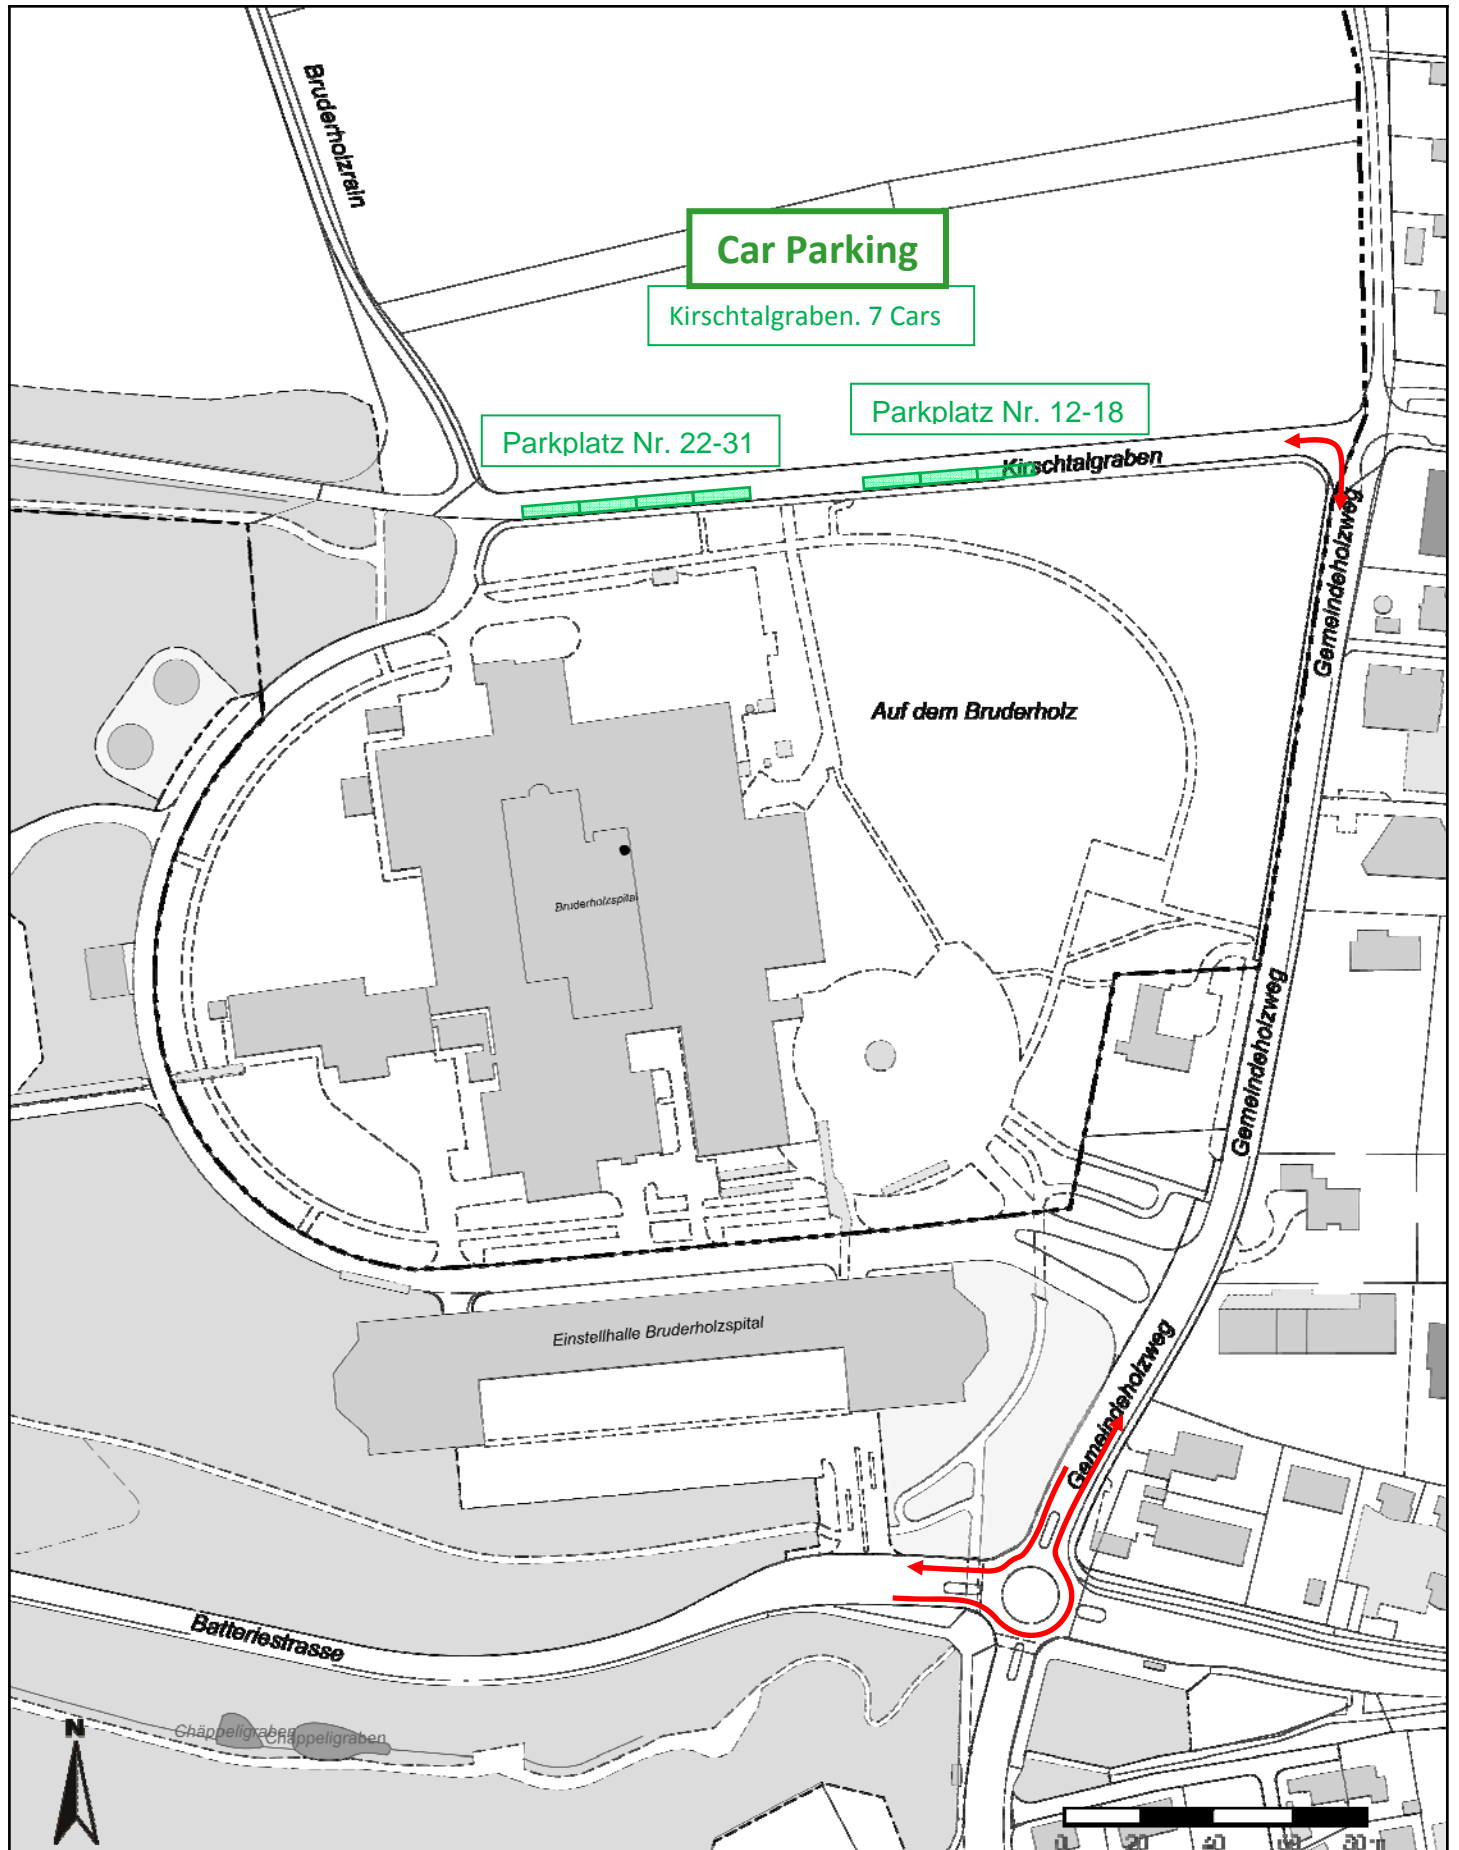 Bruderholzrain
Car Parking
Kirschtalgraben. 7 Cars
Parkplatz Nr. 12-18
Parkplatz Nr. 22-31
Kirschtalgraben
Gemeindeholzweg
Auf dem Bruderholz
Bruderholzspital
Gemeindeholzweg
Einstellhalle Bruderholzspital
Gemeindeholzweg
Batteriestrasse
Chäppeligraben
Chäppeligraben
N
0 20 40 60 80 m